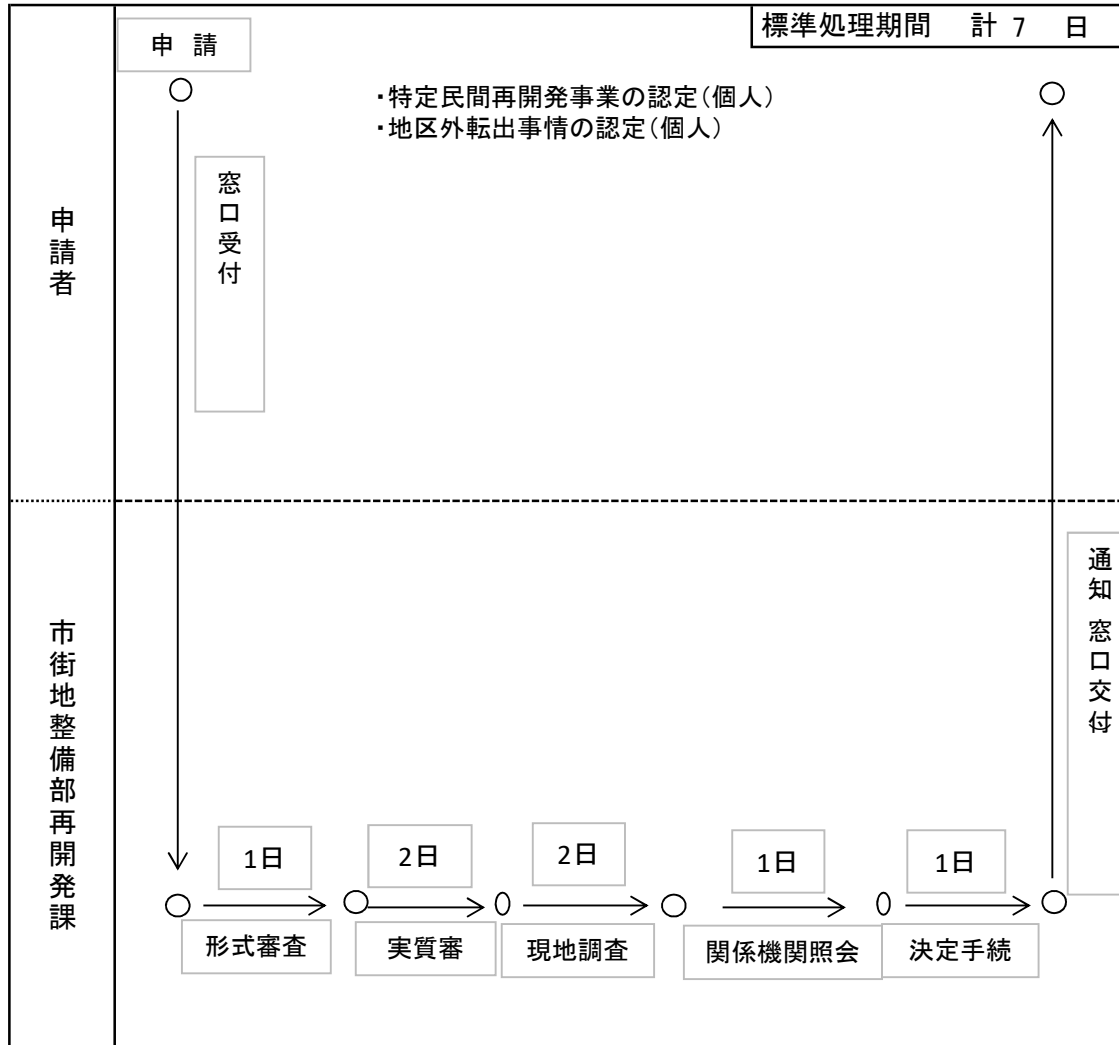 標準処理期間 計 7 日
申 請
・特定民間再開発事業の認定(個人)
・地区外転出事情の認定(個人)
窓口受付
申請者
通知 窓口交付
市街地整備部再開発課
1日
2日
2日
1日
1日
形式審査
実質審
現地調査
関係機関照会
決定手続